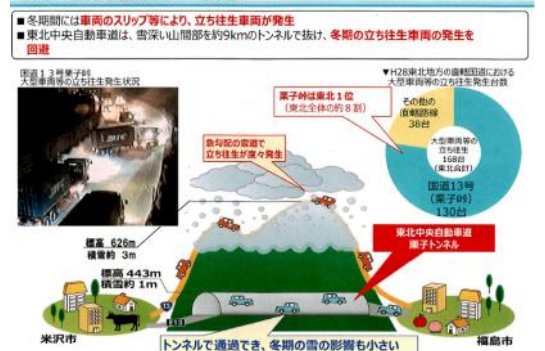 ■冬期間には車両のスリップ等により、立ち往生車両が発生
■東北中央自動車道は、雪深い山間部を約9kmのトンネルで抜け、冬期の立ち往生車両の発生を
回避
国道13号栗子峠
大型車両等の立ち往生発生状況
▼H28東北地方の直轄国道における
大型車両等の立ち往生発生台数
栗子峠は東北1位
(東北全体の約8割)
その他の
直轄路線
38台
大型車両等の
立ち往生
168台
(東北合計)
国道13号
(栗子峠)
130台
急勾配の雪道で
立ち往生が度々発生
標高 626m
積雪約 3m
標高 443m
積雪約 1m
東北中央自動車道
栗子トンネル
13
E13
米沢市
福島市
トンネルで通過でき、冬期の雪の影響も小さい